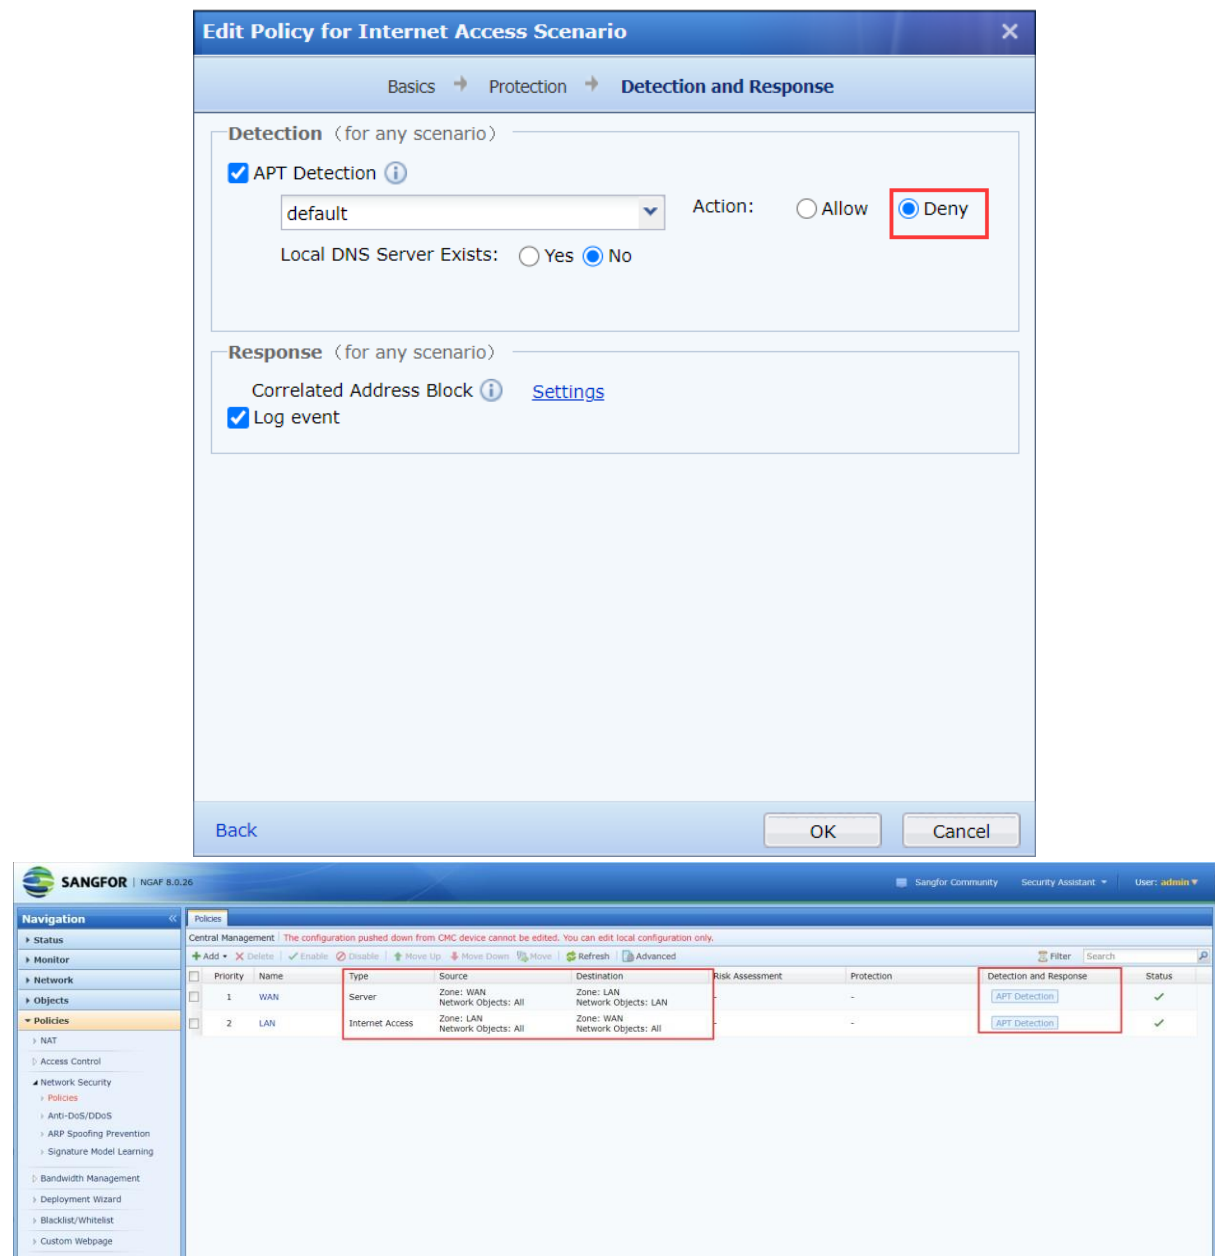 Edit Policy for Internet Access Scenario
Basics Protection Detection and Response
Detection (for any scenario)
APT Detection
default Action: Allow Deny
Local DNS Server Exists: Yes No
Response (for any scenario)
Correlated Address Block Settings
Log event
Back OK Cancel
SANGFOR | NGAF 8.0.26 Sangfor Community Security Assistant User: admin
Navigation
Policies
Status
Central Management The configuration pushed down from CMC device cannot be edited. You can edit local configuration only.
Monitor
Add Delete Enable Disable Move Up Move Down Move Refresh Advanced Filter Search
Network
Priority Name Type Source Destination Risk Assessment Protection Detection and Response Status
Objects
1 WAN Server Zone: WAN Zone: LAN - - APT Detection
Network Objects: All Network Objects: LAN
Policies
2 LAN Internet Access Zone: LAN Zone: WAN - - APT Detection
Network Objects: All Network Objects: All
NAT
Access Control
Network Security
Policies
Anti-DoS/DDoS
ARP Spoofing Prevention
Signature Model Learning
Bandwidth Management
Deployment Wizard
Blacklist/Whitelist
Custom Webpage